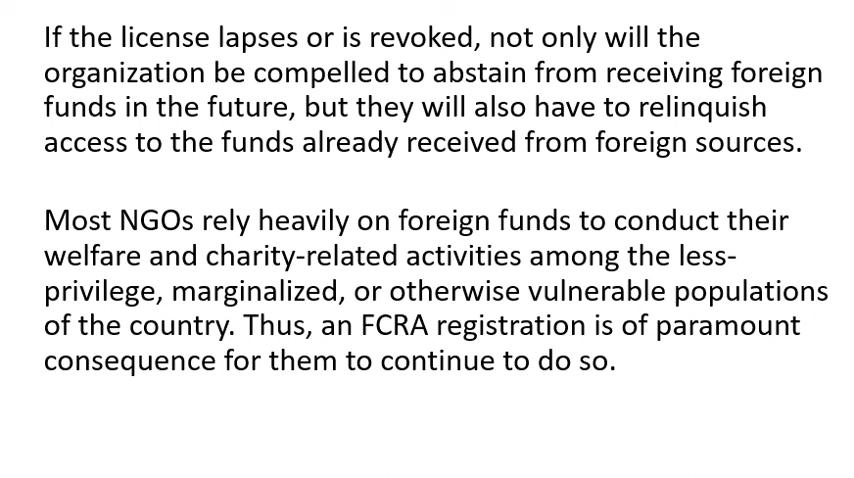 If the license lapses or is revoked, not only will the
organization be compelled to abstain from receiving foreign
funds in the future, but they will also have to relinquish
access to the funds already received from foreign sources.
Most NGOs rely heavily on foreign funds to conduct their
welfare and charity-related activities among the less-
privilege, marginalized, or otherwise vulnerable populations
of the country. Thus, an FCRA registration is of paramount
consequence for them to continue to do so.